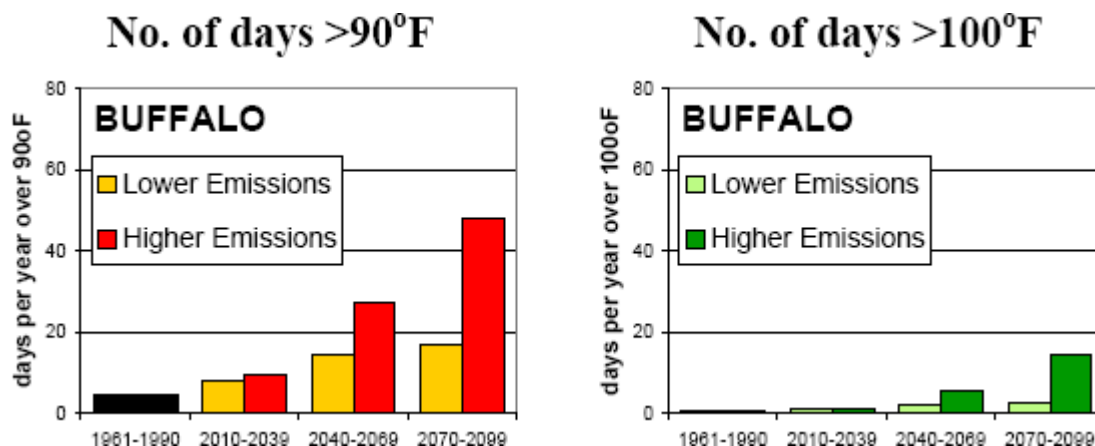 No. of days >90°F
days per year over 90oF
80
60
40
20
0
BUFFALO
Lower Emissions
Higher Emissions
1961-1990 2010-2039 2040-2069 2070-2099
No. of days >100°F
days per year over 100oF
80
60
40
20
0
BUFFALO
Lower Emissions
Higher Emissions
1961-1990 2010-2039 2040-2069 2070-2099